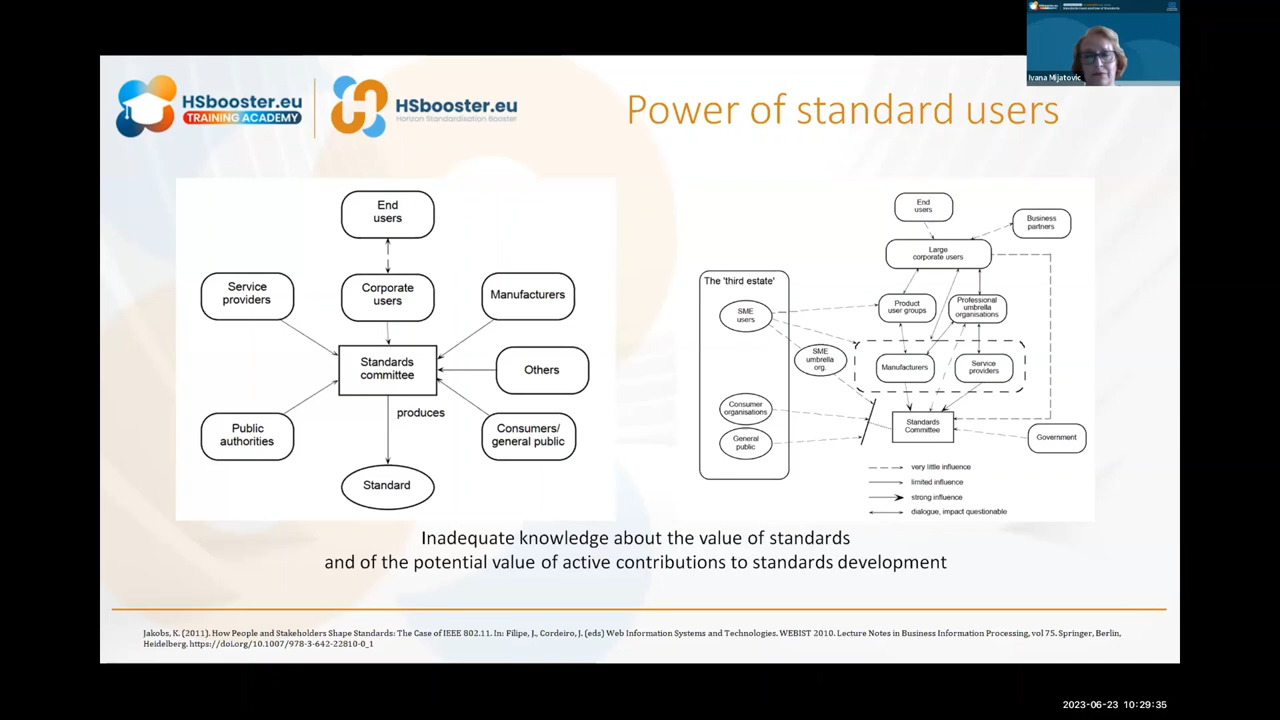 HSbooster.eu
TRAINING ACADEMY
HSbooster.eu
Horizon Standardisation Booster
Power of standard users
Ivana Mijatovic
End
users
Service
providers
Corporate
users
Manufacturers
Standards
committee
Others
produces
Public
authorities
Consumers/
general public
Standard
End
users
Business
partners
Large
corporate users
The 'third estate'
SME
users
Product
user groups
Professional
umbrella
organisations
SME
umbrella
org.
Manufacturers
Service
providers
Consumer
organisations
General
public
Standards
Committee
Government
very little influence
limited influence
strong influence
dialogue, impact questionable
Inadequate knowledge about the value of standards
and of the potential value of active contributions to standards development
Jakobs, K. (2011). How People and Stakeholders Shape Standards: The Case of IEEE 802.11. In: Filipe, J., Cordeiro, J. (eds) Web Information Systems and Technologies. WEBIST 2010. Lecture Notes in Business Information Processing, vol 75. Springer, Berlin,
Heidelberg. https://doi.org/10.1007/978-3-642-22810-0_1
2023-06-23 10:29:35